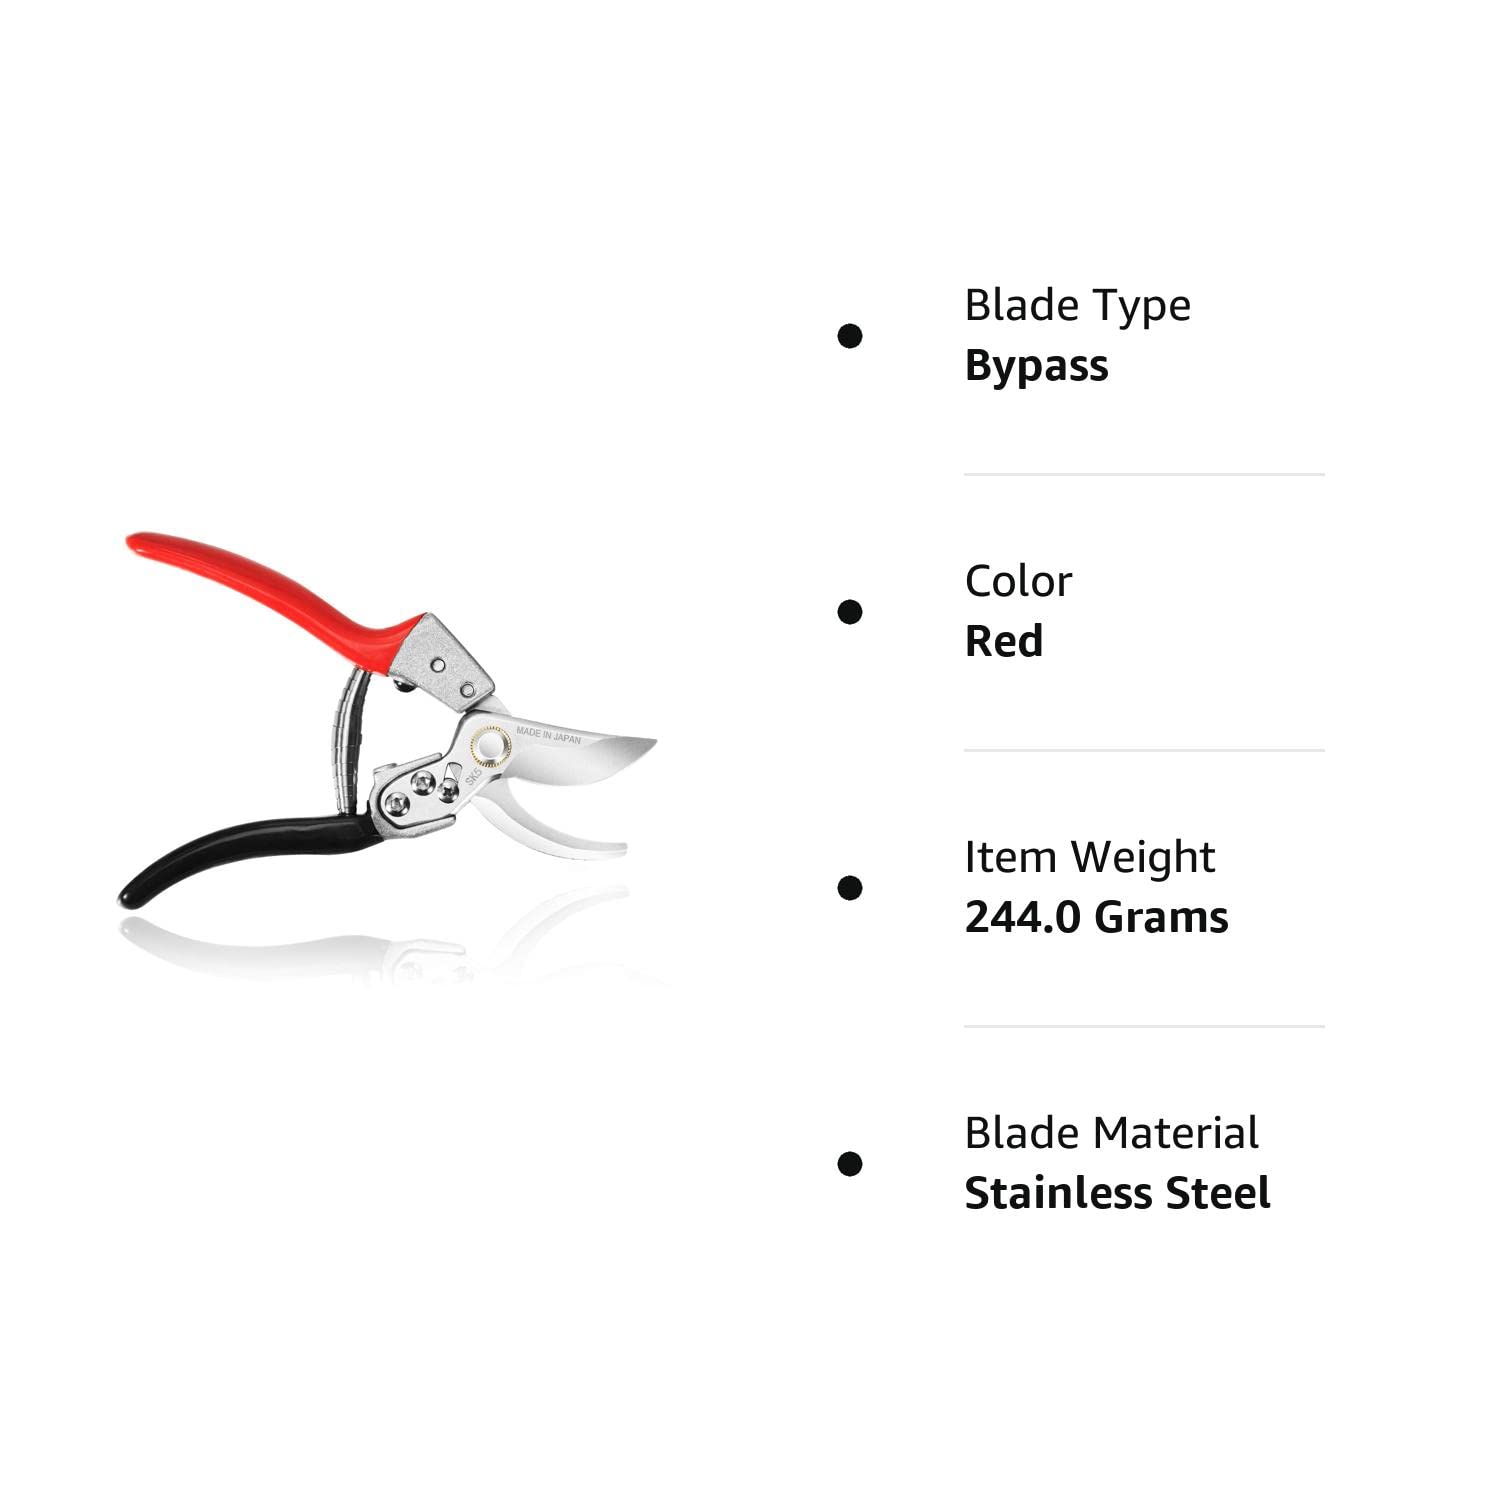 Blade Type
Bypass
Color
Red
Item Weight
244.0 Grams
Blade Material
Stainless Steel
MADE IN JAPAN
SK5